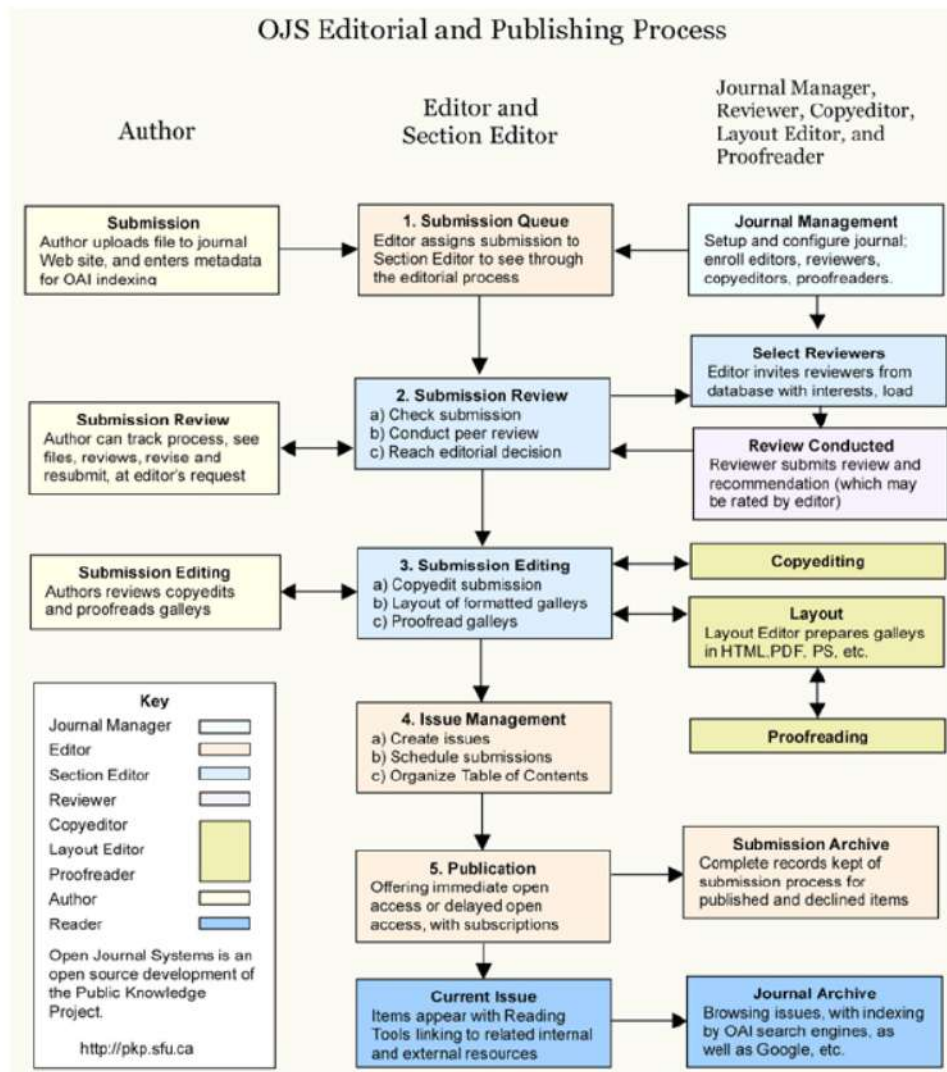 OJS Editorial and Publishing Process
Author
Editor and
Section Editor
Journal Manager,
Reviewer, Copyeditor,
Layout Editor, and
Proofreader
Submission
Author uploads file to journal
Web site, and enters metadata
for OAI indexing
1. Submission Queue
Editor assigns submission to
Section Editor to see through
the editorial process
Journal Management
Setup and configure journal;
enroll editors, reviewers,
copyeditors, proofreaders.
Select Reviewers
Editor invites reviewers from
database with interests, load
2. Submission Review
a) Check submission
b) Conduct peer review
c) Reach editorial decision
Submission Review
Author can track process, see
files, reviews, revise and
resubmit, at editor's request
Review Conducted
Reviewer submits review and
recommendation (which may
be rated by editor)
3. Submission Editing
a) Copyedit submission
b) Layout of formatted galleys
c) Proofread galleys
Submission Editing
Authors reviews copyedits
and proofreads galleys
Copyediting
Layout
Layout Editor prepares galleys
in HTML,PDF, PS, etc.
Proofreading
4. Issue Management
a) Create issues
b) Schedule submissions
c) Organize Table of Contents
Key
Journal Manager
Editor
Section Editor
Reviewer
Copyeditor
Layout Editor
Proofreader
Author
Reader
Open Journal Systems is an
open source development of
the Public Knowledge
Project.
http://pkp.sfu.ca
5. Publication
Offering immediate open
access or delayed open
access, with subscriptions
Submission Archive
Complete records kept of
submission process for
published and declined items
Current Issue
Items appear with Reading
Tools linking to related internal
and external resources
Journal Archive
Browsing issues, with indexing
by OAI search engines, as
well as Google, etc.